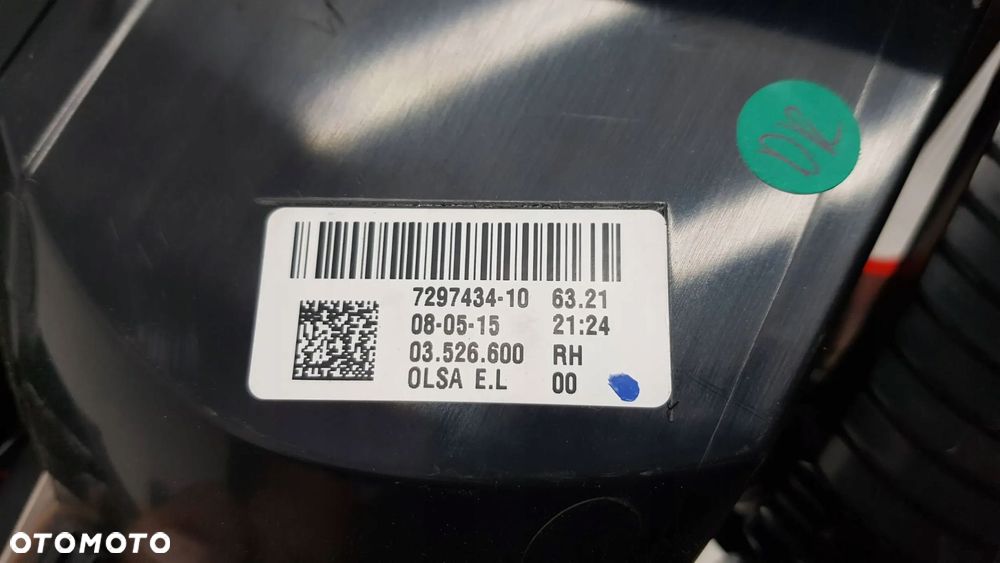 7297434-10 63.21
08-05-15 21:24
03.526.600 RH
OLSA E.L 00
OTOMOTO